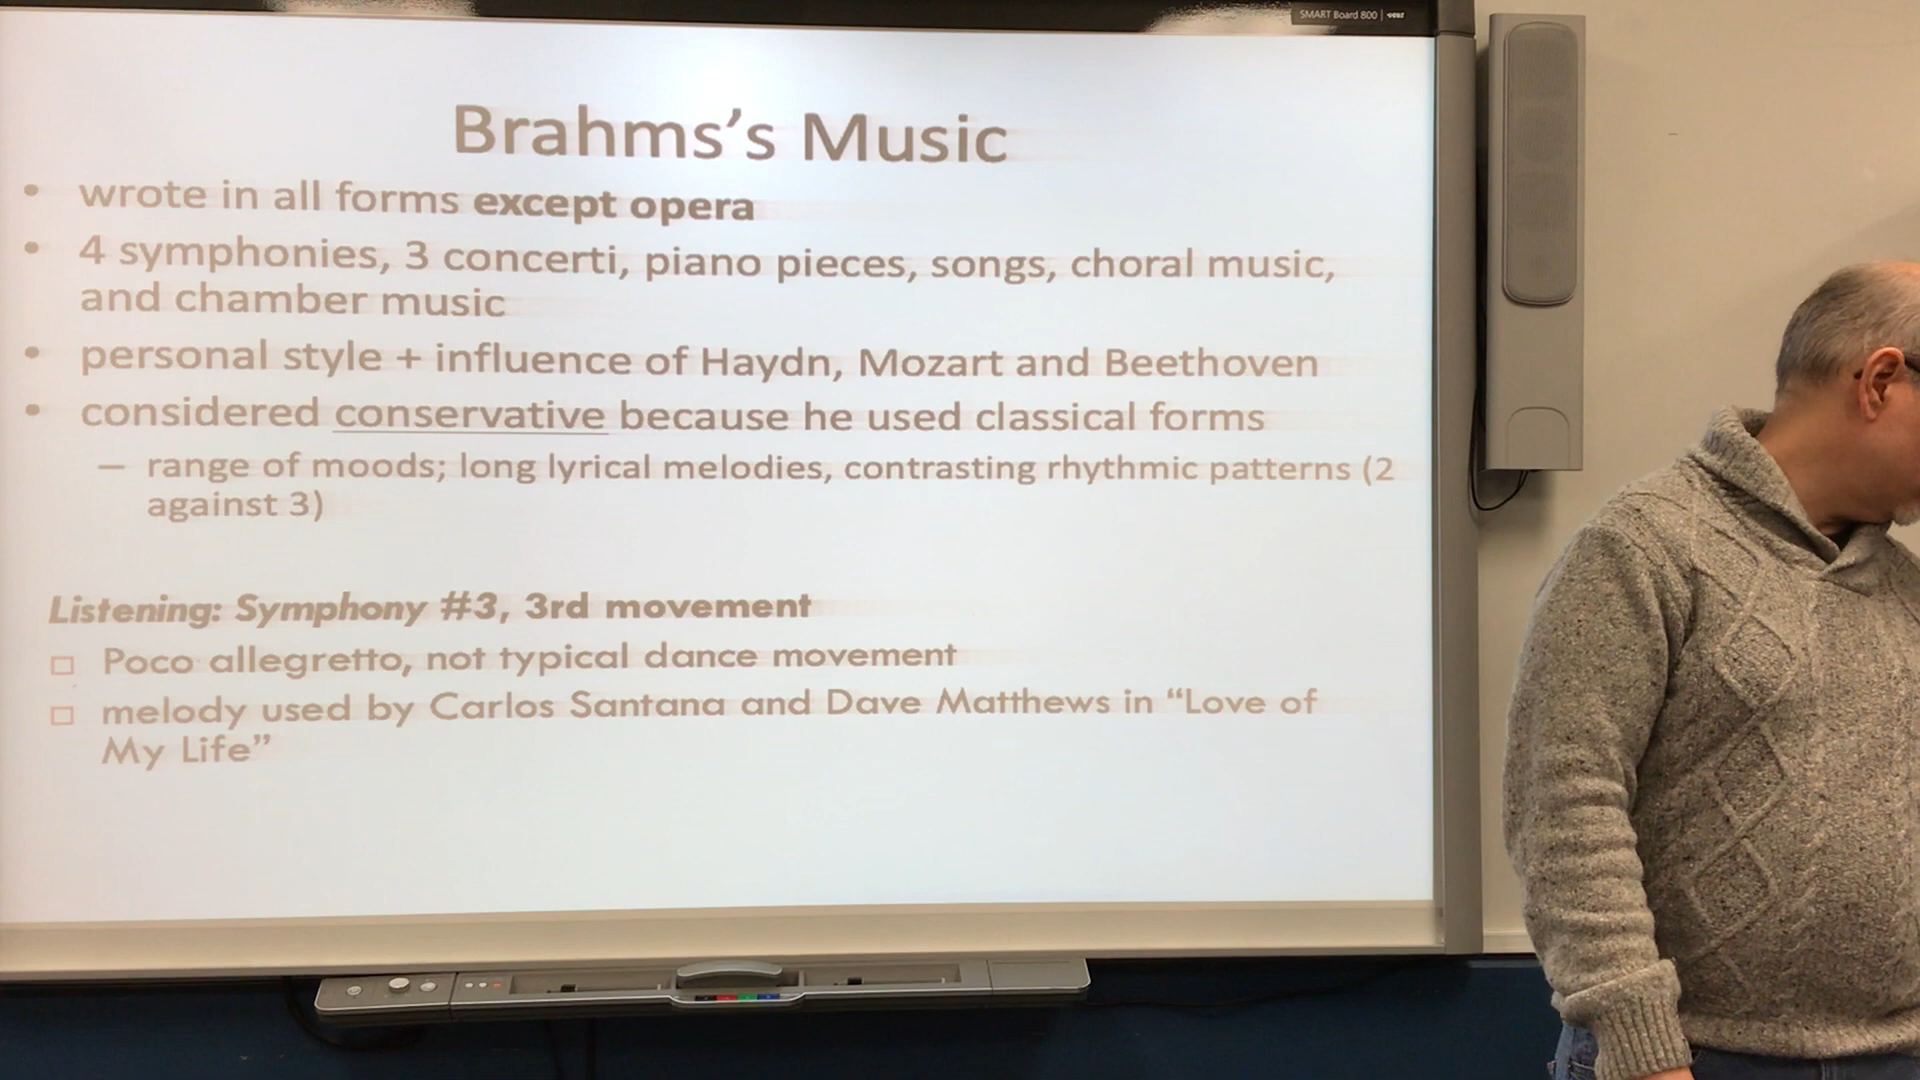 SMART Board 800
Brahms's Music
• wrote in all forms except opera
• 4 symphonies, 3 concerti, piano pieces, songs, choral music,
and chamber music
• personal style + influence of Haydn, Mozart and Beethoven
• considered conservative because he used classical forms
– range of moods; long lyrical melodies, contrasting rhythmic patterns (2
against 3)
Listening: Symphony #3, 3rd movement
□ Poco allegretto, not typical dance movement
□ melody used by Carlos Santana and Dave Matthews in “Love of
My Life”